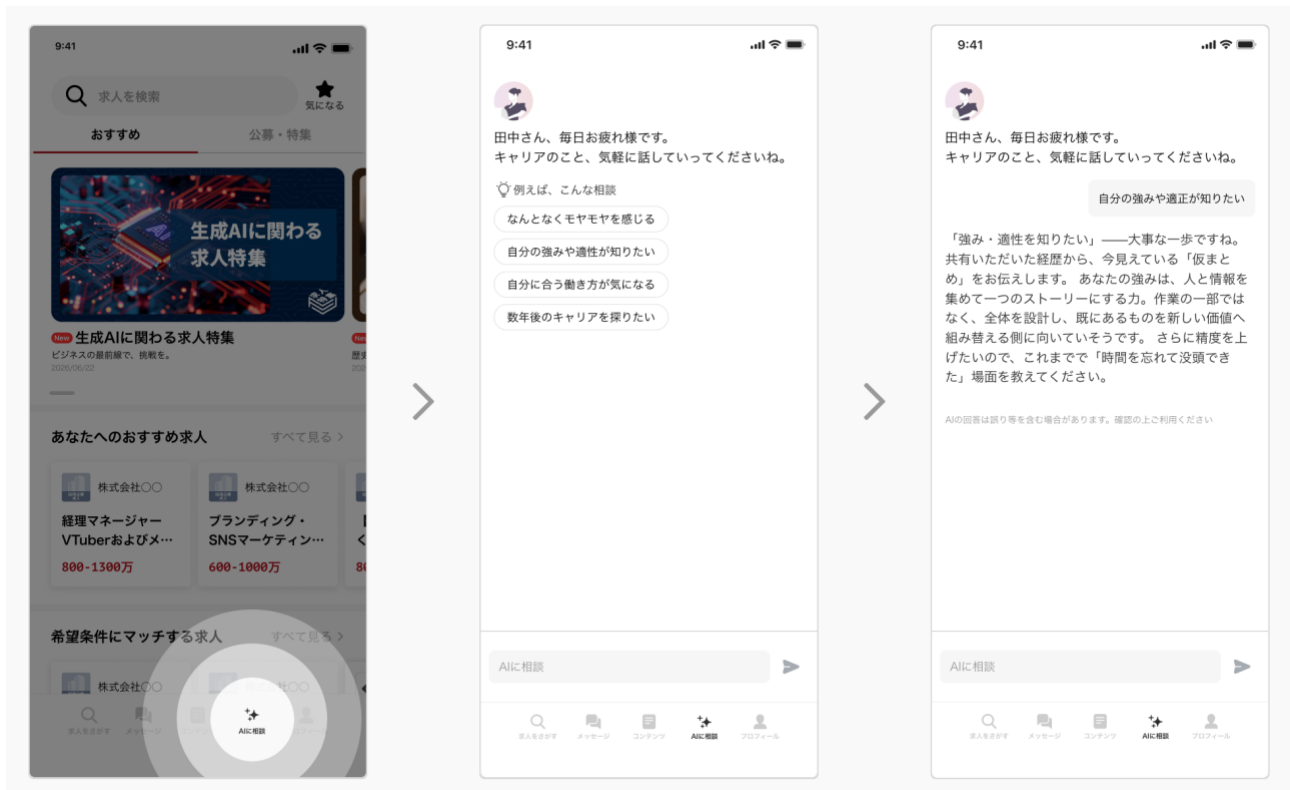 9:41
求人を検索
気になる
おすすめ
公募・特集
AI
生成AIに関わる
求人特集
New 生成AIに関わる求人特集
ビジネスの最前線で、挑戦を。
2026/06/22
あなたへのおすすめ求人
すべて見る
株式会社〇〇
経理マネージャー
VTuberおよびメ…
800-1300万
株式会社〇〇
ブランディング・
SNSマーケティン…
600-1000万
希望条件にマッチする求人
すべて見る
株式会社〇〇
求人をさがす
メッセージ
AIに相談
9:41
田中さん、毎日お疲れ様です。
キャリアのこと、気軽に話していってくださいね。
例えば、こんな相談
なんとなくモヤモヤを感じる
自分の強みや適性が知りたい
自分に合う働き方が気になる
数年後のキャリアを探りたい
AIに相談
求人をさがす
メッセージ
コンテンツ
AIに相談
プロフィール
9:41
田中さん、毎日お疲れ様です。
キャリアのこと、気軽に話していってくださいね。
自分の強みや適正が知りたい
「強み・適性を知りたい」——大事な一歩ですね。
共有いただいた経歴から、今見えている「仮まと
め」をお伝えします。 あなたの強みは、人と情報を
集めて一つのストーリーにする力。作業の一部では
なく、全体を設計し、既にあるものを新しい価値へ
組み替える側に向いていそうです。 さらに精度を上
げたいので、これまでで「時間を忘れて没頭でき
た」場面を教えてください。
AIの回答は誤り等を含む場合があります。確認の上ご利用ください
AIに相談
求人をさがす
メッセージ
コンテンツ
AIに相談
プロフィール